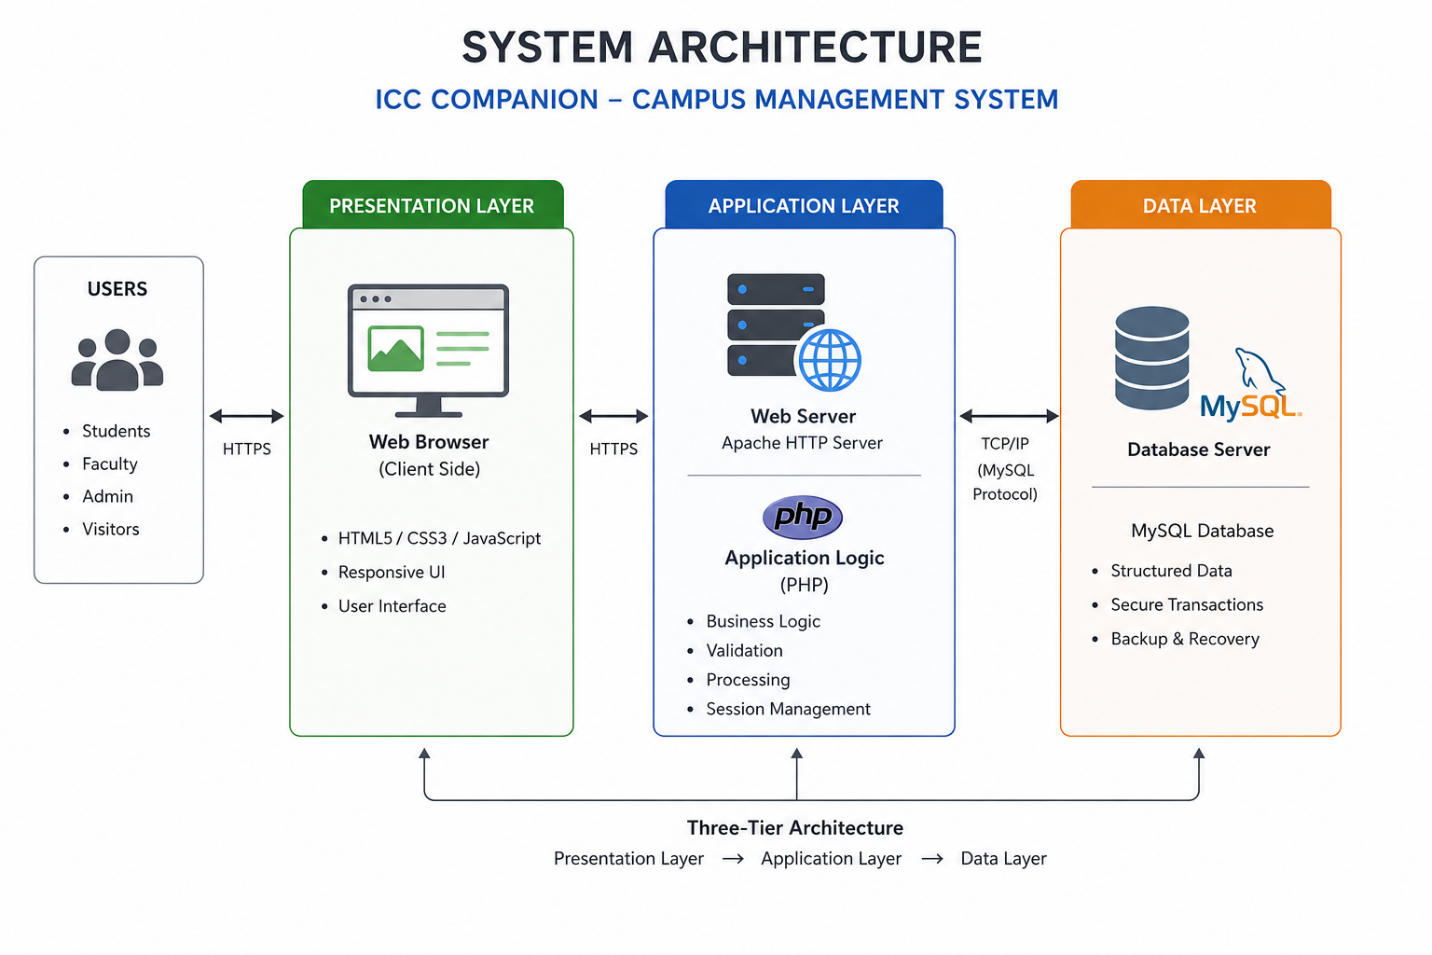 SYSTEM ARCHITECTURE
ICC COMPANION – CAMPUS MANAGEMENT SYSTEM
USERS
• Students
• Faculty
• Admin
• Visitors
HTTPS
PRESENTATION LAYER
Web Browser
(Client Side)
• HTML5 / CSS3 / JavaScript
• Responsive UI
• User Interface
HTTPS
APPLICATION LAYER
Web Server
Apache HTTP Server
php
Application Logic
(PHP)
• Business Logic
• Validation
• Processing
• Session Management
TCP/IP
(MySQL
Protocol)
DATA LAYER
MySQL
Database Server
MySQL Database
• Structured Data
• Secure Transactions
• Backup & Recovery
Three-Tier Architecture
Presentation Layer → Application Layer → Data Layer